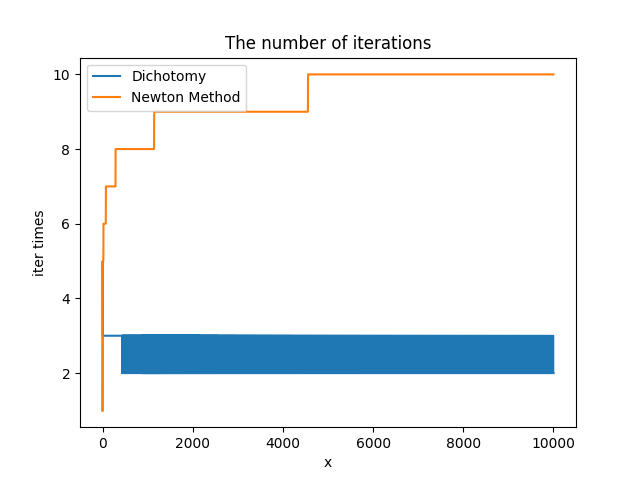 The number of iterations
Dichotomy
Newton Method
iter times
10
8
6
4
2
0
2000
4000
6000
8000
10000
x